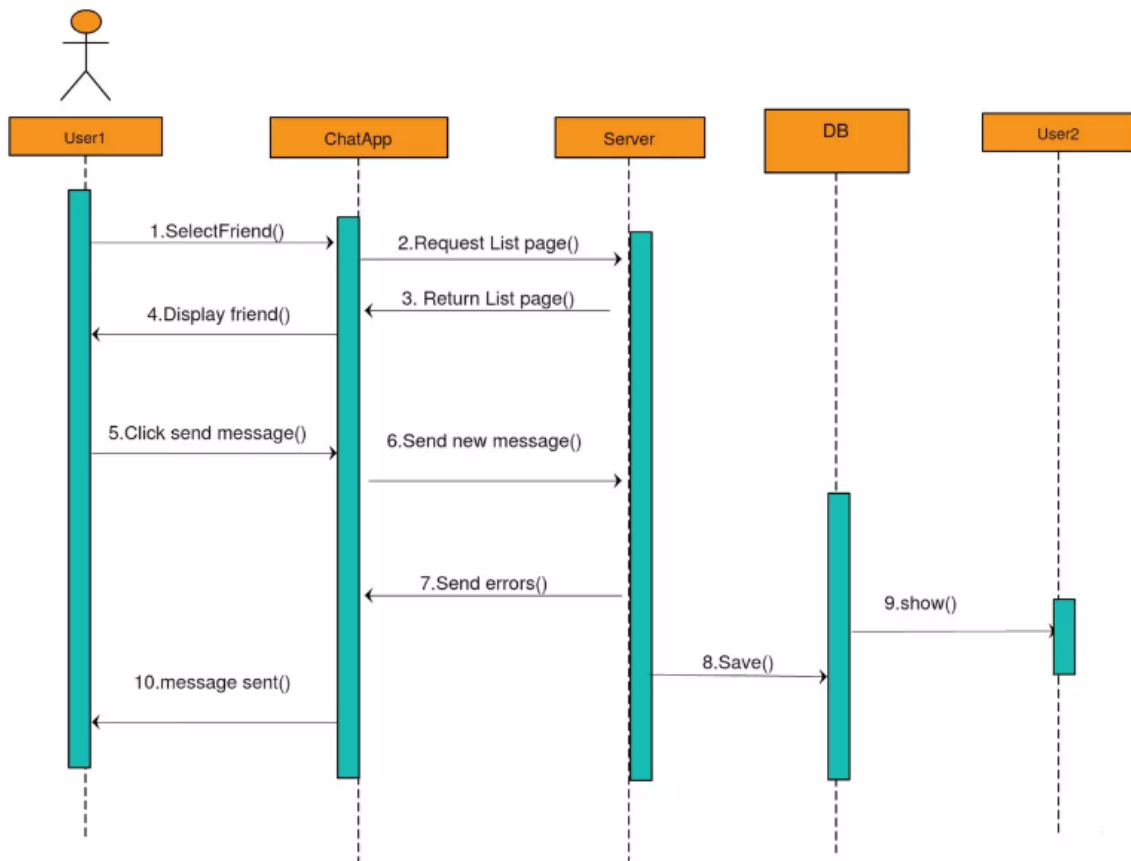 User1
ChatApp
Server
DB
User2
1.SelectFriend()
2.Request List page()
3. Return List page()
4.Display friend()
5.Click send message()
6.Send new message()
7.Send errors()
9.show()
8.Save()
10.message sent()